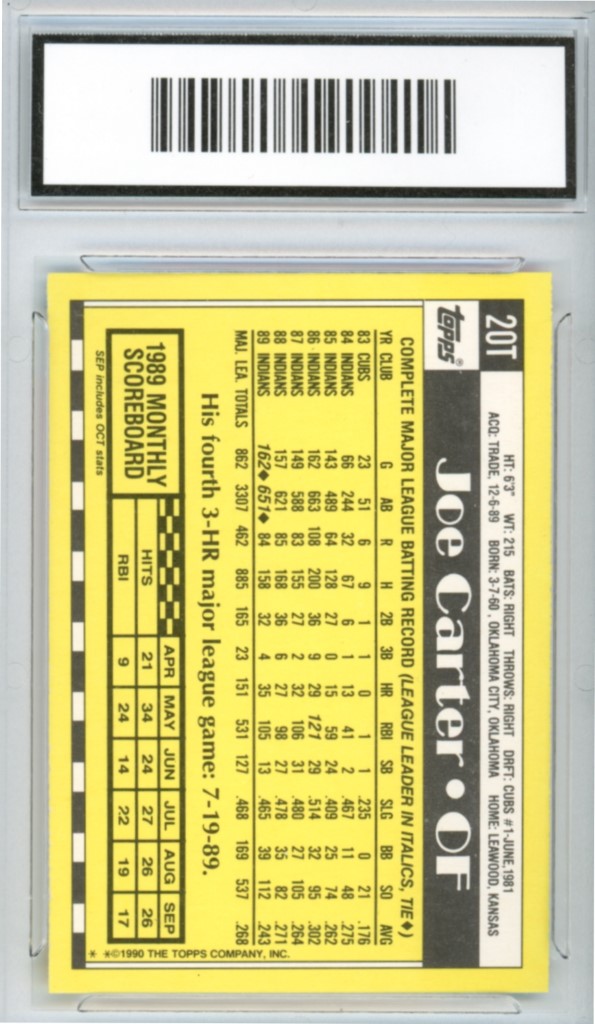 20T
HT: 6'3" WT: 215 BATS: RIGHT THROWS: RIGHT DRFT: CUBS #1-JUNE, 1981
ACQ: TRADE, 12-6-89 BORN: 3-7-60, OKLAHOMA CITY, OKLAHOMA HOME: LEAWOOD, KANSAS
topps®
Joe Carter • OF
COMPLETE MAJOR LEAGUE BATTING RECORD (LEAGUE LEADER IN ITALICS, TIE◆)
YR CLUB G AB R H 2B 3B HR RBI SB SLG BB SO AVG
83 CUBS 23 51 6 9 1 1 0 1 1 .235 0 21 .176
84 INDIANS 66 244 32 67 6 1 13 41 2 .467 11 48 .275
85 INDIANS 143 489 64 128 27 0 15 59 24 .409 25 74 .262
86 INDIANS 162 663 108 200 36 9 29 121 29 .514 32 95 .302
87 INDIANS 149 588 83 155 27 2 32 106 31 .480 27 105 .264
88 INDIANS 157 621 85 168 36 6 27 98 27 .478 35 82 .271
89 INDIANS 162◆ 651◆ 84 158 32 4 35 105 13 .465 39 112 .243
MAJ. LEA. TOTALS 862 3307 462 885 165 23 151 531 127 .468 169 537 .268
His fourth 3-HR major league game: 7-19-89.
1989 MONTHLY
SCOREBOARD
APR MAY JUN JUL AUG SEP
HITS 21 34 24 27 26 26
RBI 9 24 14 22 19 17
SEP includes OCT stats
* *©1990 THE TOPPS COMPANY, INC.